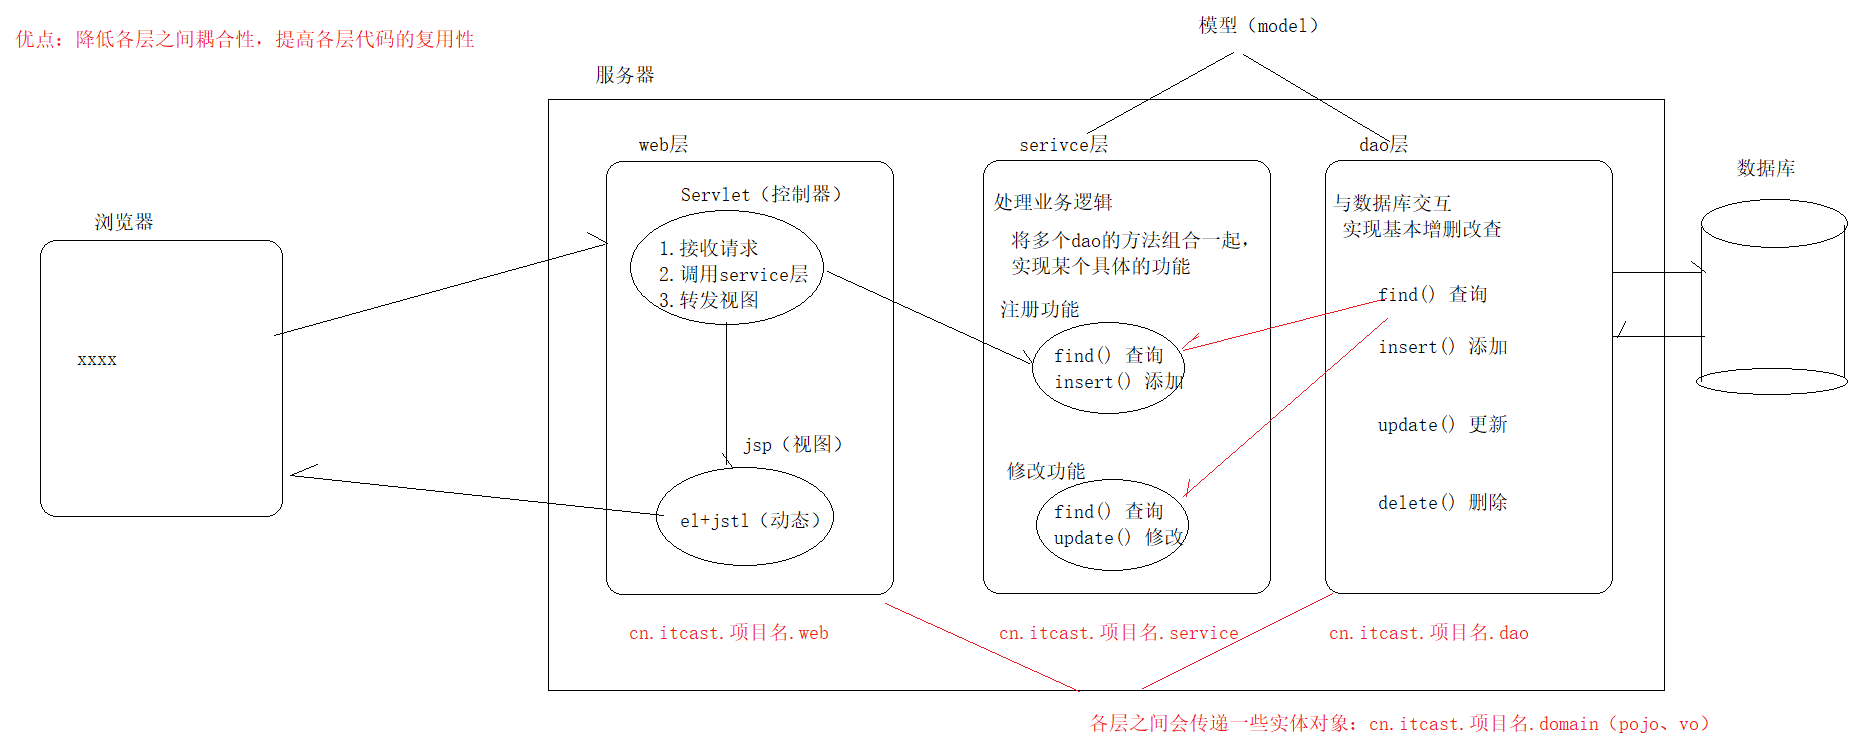 优点：降低各层之间耦合性，提高各层代码的复用性
模型（model）
服务器
web层
serivce层
dao层
数据库
浏览器
xxxx
Servlet（控制器）
1.接收请求
2.调用service层
3.转发视图
jsp（视图）
el+jstl（动态）
处理业务逻辑
将多个dao的方法组合一起，
实现某个具体的功能
注册功能
find() 查询
insert() 添加
修改功能
find() 查询
update() 修改
与数据库交互
实现基本增删改查
find() 查询
insert() 添加
update() 更新
delete() 删除
cn.itcast.项目名.web
cn.itcast.项目名.service
cn.itcast.项目名.dao
各层之间会传递一些实体对象：cn.itcast.项目名.domain（pojo、vo）